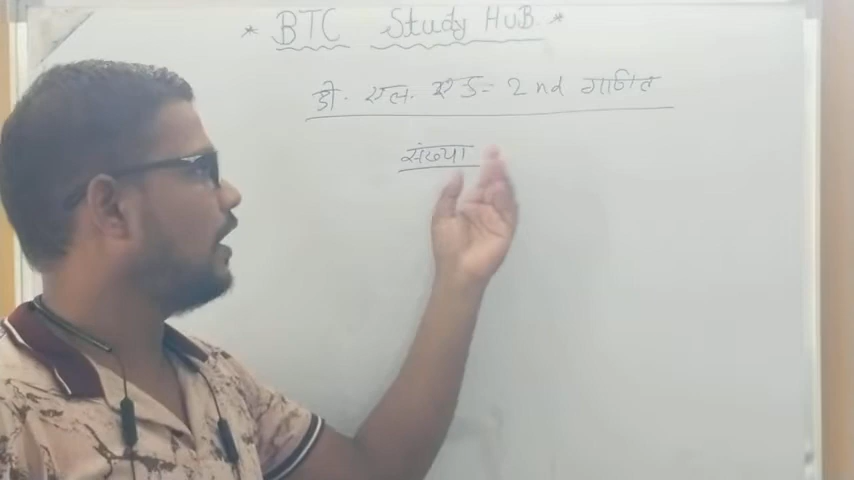 * BTC Study HuB *
डी. एल. एड= 2nd गणित
संख्या